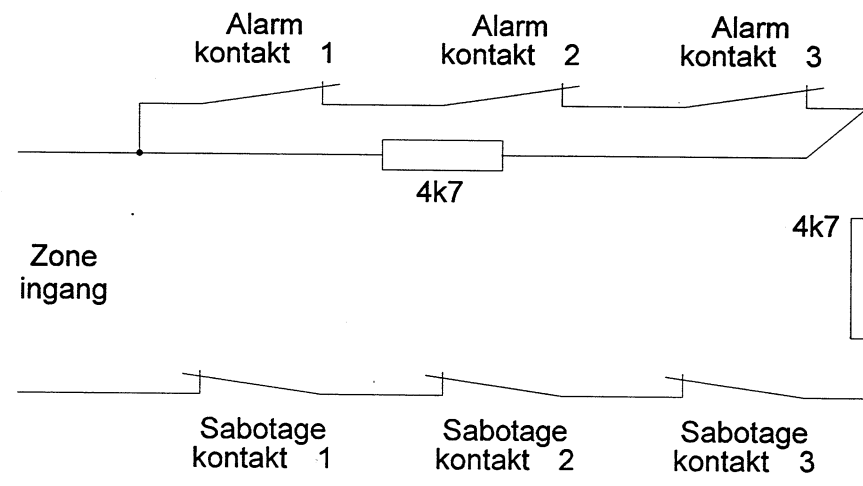 Alarm
kontakt 1
Alarm
kontakt 2
Alarm
kontakt 3
4k7
4k7
Zone
ingang
Sabotage
kontakt 1
Sabotage
kontakt 2
Sabotage
kontakt 3